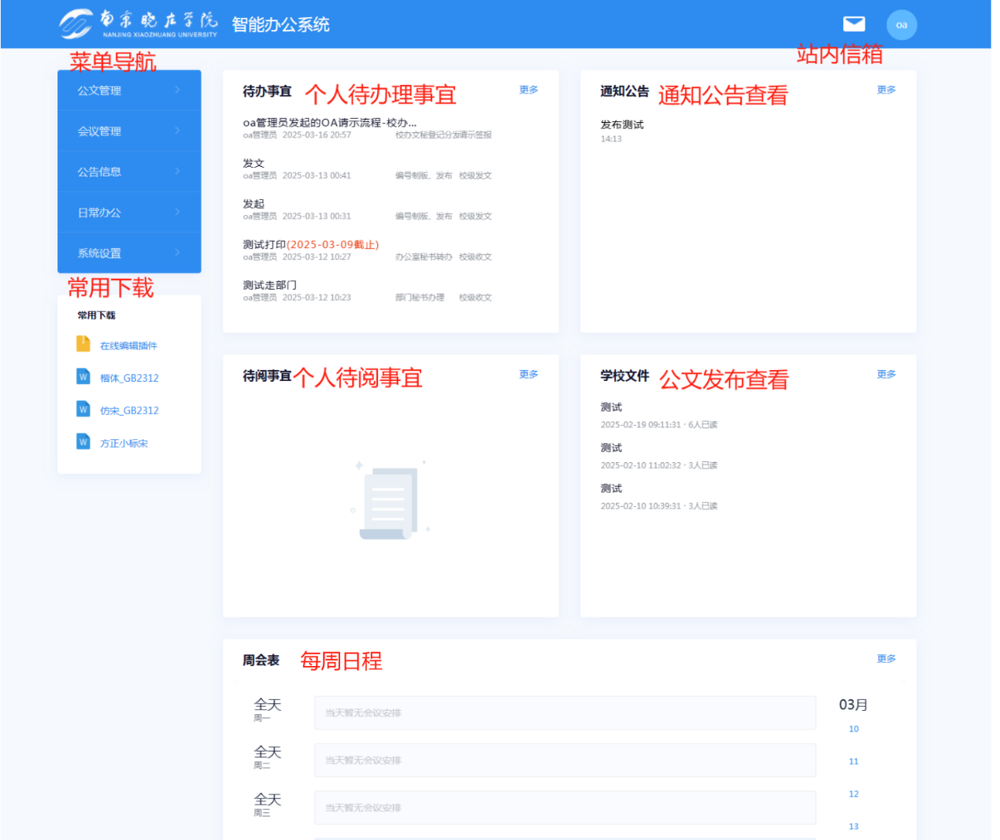 南京晓庄学院
NANJING XIAOZHUANG UNIVERSITY
智能办公系统
oa
站内信箱
菜单导航
公文管理
会议管理
公告信息
日常办公
系统设置
常用下载
常用下载
在线编辑插件
楷体_GB2312
仿宋_GB2312
方正小标宋
待办事宜 个人待办理事宜 更多
oa管理员发起的OA请示流程-校办...
oa管理员 2025-03-16 20:57 校办文秘登记分发请示签报
发文
oa管理员 2025-03-13 00:41 编号制版、发布 校级发文
发起
oa管理员 2025-03-13 00:31 编号制版、发布 校级发文
测试打印(2025-03-09截止)
oa管理员 2025-03-12 10:27 办公室秘书转办 校级收文
测试走部门
oa管理员 2025-03-12 10:23 部门秘书办理 校级收文
通知公告 通知公告查看 更多
发布测试
14:13
待阅事宜 个人待阅事宜 更多
学校文件 公文发布查看 更多
测试
2025-02-19 09:11:31 · 6人已读
测试
2025-02-10 11:02:32 · 3人已读
测试
2025-02-10 10:39:31 · 3人已读
周会表 每周日程 更多
全天
周一
当天暂无会议安排
全天
周二
当天暂无会议安排
全天
周三
当天暂无会议安排
03月
10
11
12
13